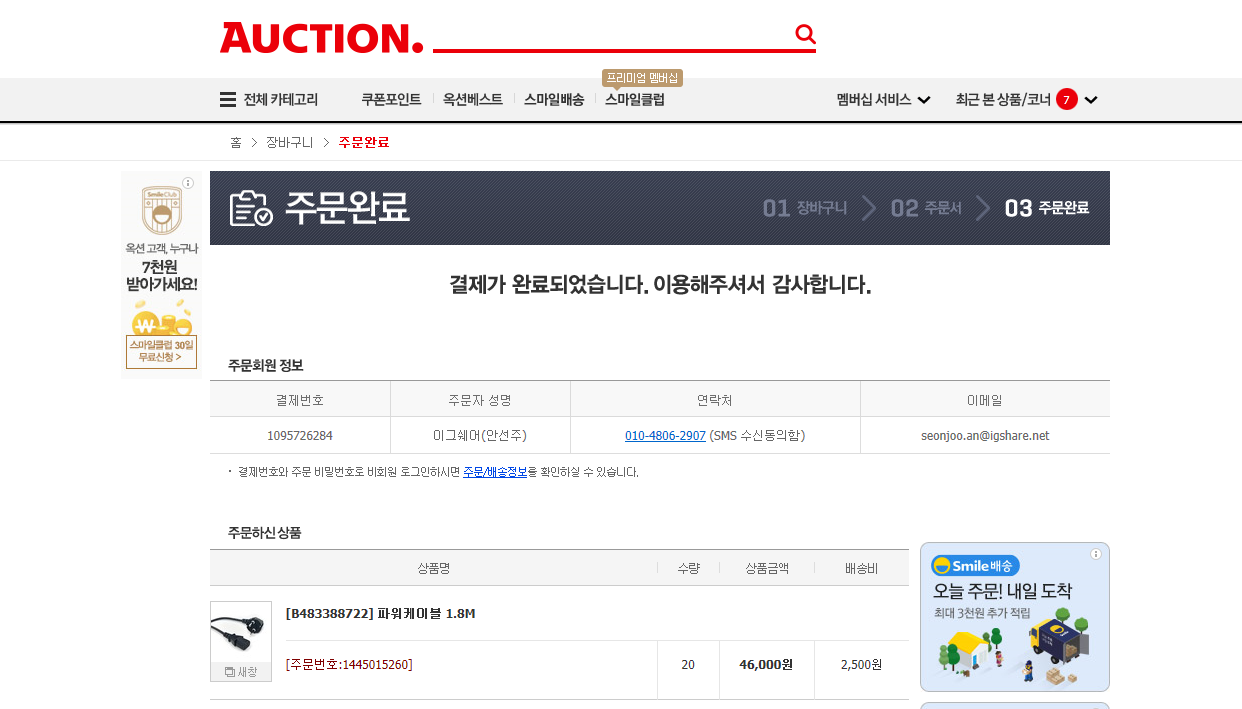 AUCTION.
프리미엄 멤버십
전체 카테고리 쿠폰포인트 옥션베스트 스마일배송 스마일클럽 멤버십 서비스 최근 본 상품/코너 7
홈 > 장바구니 > 주문완료
Smile Club
옥션 고객, 누구나
7천원
받아가세요!
W
스마일클럽 30일
무료신청 >
주문완료 01 장바구니 02 주문서 03 주문완료
결제가 완료되었습니다. 이용해주셔서 감사합니다.
주문회원 정보
결제번호 주문자 성명 연락처 이메일
1095726284 이그쉐어(안선주) 010-4806-2907 (SMS 수신동의함) seonjoo.an@igshare.net
· 결제번호와 주문 비밀번호로 비회원 로그인하시면 주문/배송정보를 확인하실 수 있습니다.
주문하신 상품
상품명 수량 상품금액 배송비
[B483388722] 파워케이블 1.8M
새창
[주문번호:1445015260] 20 46,000원 2,500원
Smile배송
오늘 주문! 내일 도착
최대 3천원 추가 적립